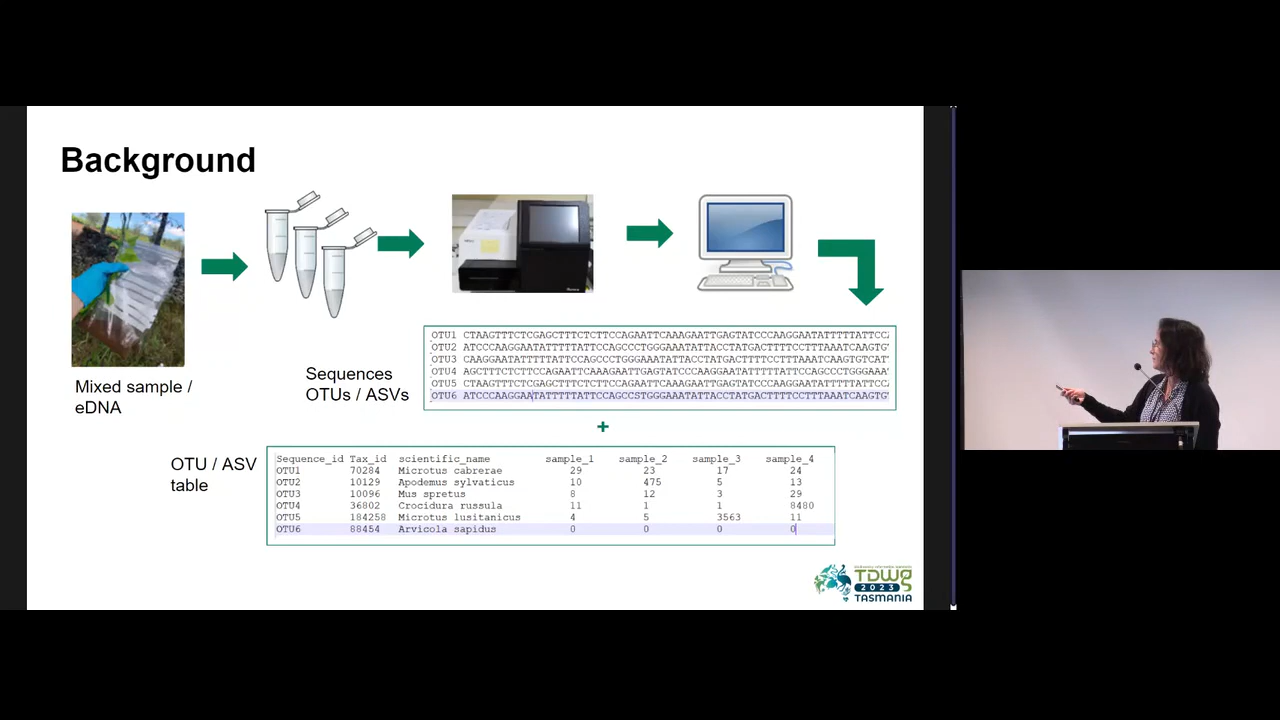 Background
Mixed sample /
eDNA
Sequences
OTUs / ASVs
OTU1 CTAAGTTTCTCGAGCTTTCTCTTCCAGAATTCAAAGAATTGAGTATCCCAAGGAATATTTTTATTCC
OTU2 ATCCCAAGGAATATTTTTATTCCAGCCCTGGGAAATATTACCTATGACTTTTCCTTTAAATCAAGTG
OTU3 CAAGGAATATTTTTATTCCAGCCCTGGGAAATATTACCTATGACTTTTCCTTTAAATCAAGTGTCAT
OTU4 AGCTTTCTCTTCCAGAATTCAAAGAATTGAGTATCCCAAGGAATATTTTTATTCCAGCCCTGGGAAA
OTU5 CTAAGTTTCTCGAGCTTTCTCTTCCAGAATTCAAAGAATTGAGTATCCCAAGGAATATTTTTATTCC
OTU6 ATCCCAAGGAATATTTTTATTCCAGCCSTGGGAAATATTACCTATGACTTTTCCTTTAAATCAAGTG
+
OTU / ASV
table
Sequence_id Tax_id scientific_name sample_1 sample_2 sample_3 sample_4
OTU1 70284 Microtus cabrerae 29 23 17 24
OTU2 10129 Apodemus sylvaticus 10 475 5 13
OTU3 10096 Mus spretus 8 12 3 29
OTU4 36802 Crocidura russula 11 1 1 8480
OTU5 184258 Microtus lusitanicus 4 5 3563 11
OTU6 88454 Arvicola sapidus 0 0 0 0
TDWG
2023
TASMANIA